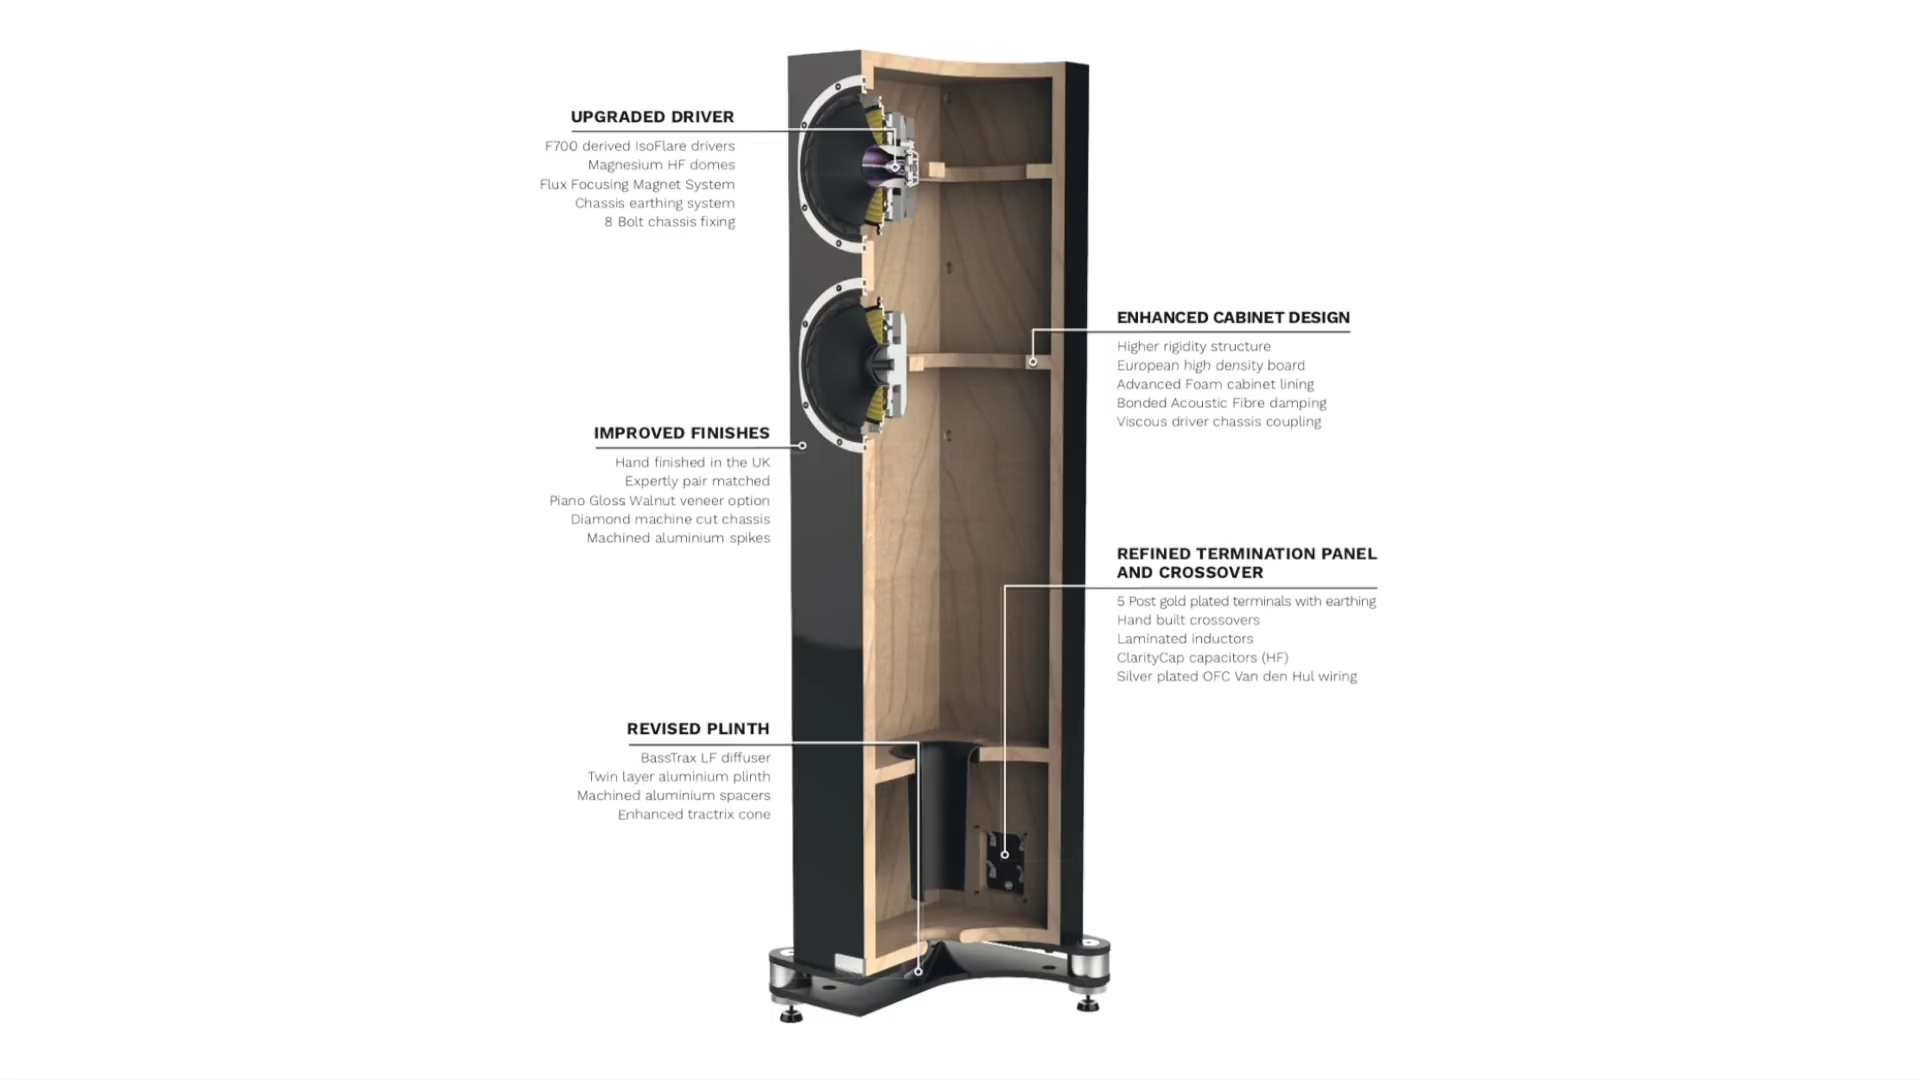 UPGRADED DRIVER
F700 derived IsoFlare drivers
Magnesium HF domes
Flux Focusing Magnet System
Chassis earthing system
8 Bolt chassis fixing
ENHANCED CABINET DESIGN
Higher rigidity structure
European high density board
Advanced Foam cabinet lining
Bonded Acoustic Fibre damping
Viscous driver chassis coupling
IMPROVED FINISHES
Hand finished in the UK
Expertly pair matched
Piano Gloss Walnut veneer option
Diamond machine cut chassis
Machined aluminium spikes
REFINED TERMINATION PANEL
AND CROSSOVER
5 Post gold plated terminals with earthing
Hand built crossovers
Laminated inductors
ClarityCap capacitors (HF)
Silver plated OFC Van den Hul wiring
REVISED PLINTH
BassTrax LF diffuser
Twin layer aluminium plinth
Machined aluminium spacers
Enhanced tractrix cone